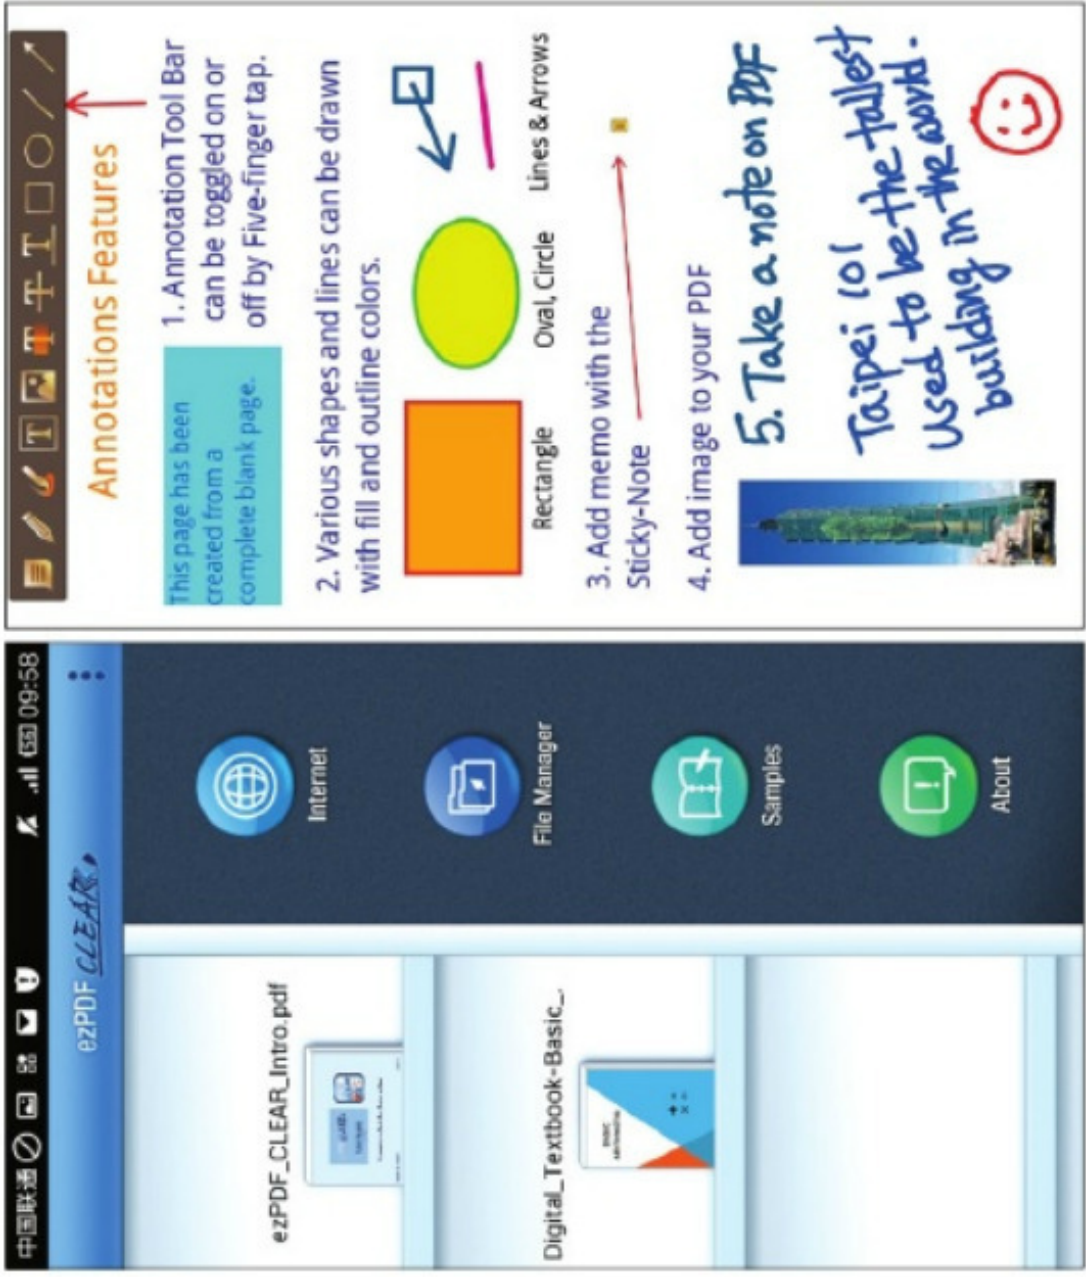 中国联通 55 09:58
ezPDF CLEAR
ezPDF_CLEAR_Intro.pdf
Digital_Textbook-Basic_.
Internet
File Manager
Samples
About
T T T T
Annotations Features
This page has been
created from a
complete blank page.
1. Annotation Tool Bar
can be toggled on or
off by Five-finger tap.
2. Various shapes and lines can be drawn
with fill and outline colors.
Rectangle
Oval, Circle
Lines & Arrows
3. Add memo with the
Sticky-Note
4. Add image to your PDF
5. Take a note on PDF
Taipei 101
Used to be the tallest
building in the world.